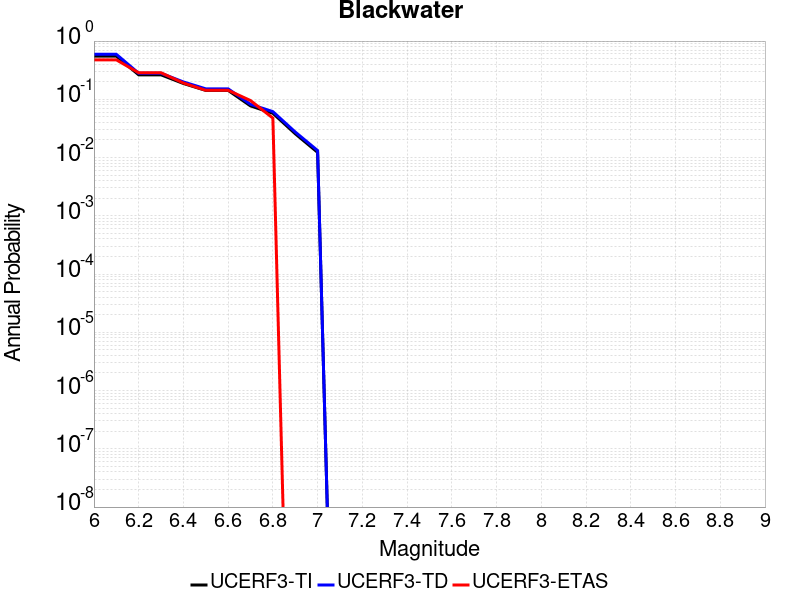 Blackwater
10^0
10^-1
10^-2
10^-3
10^-4
10^-5
10^-6
10^-7
10^-8
Annual Probability
6 6.2 6.4 6.6 6.8 7 7.2 7.4 7.6 7.8 8 8.2 8.4 8.6 8.8 9
Magnitude
UCERF3-TI UCERF3-TD UCERF3-ETAS